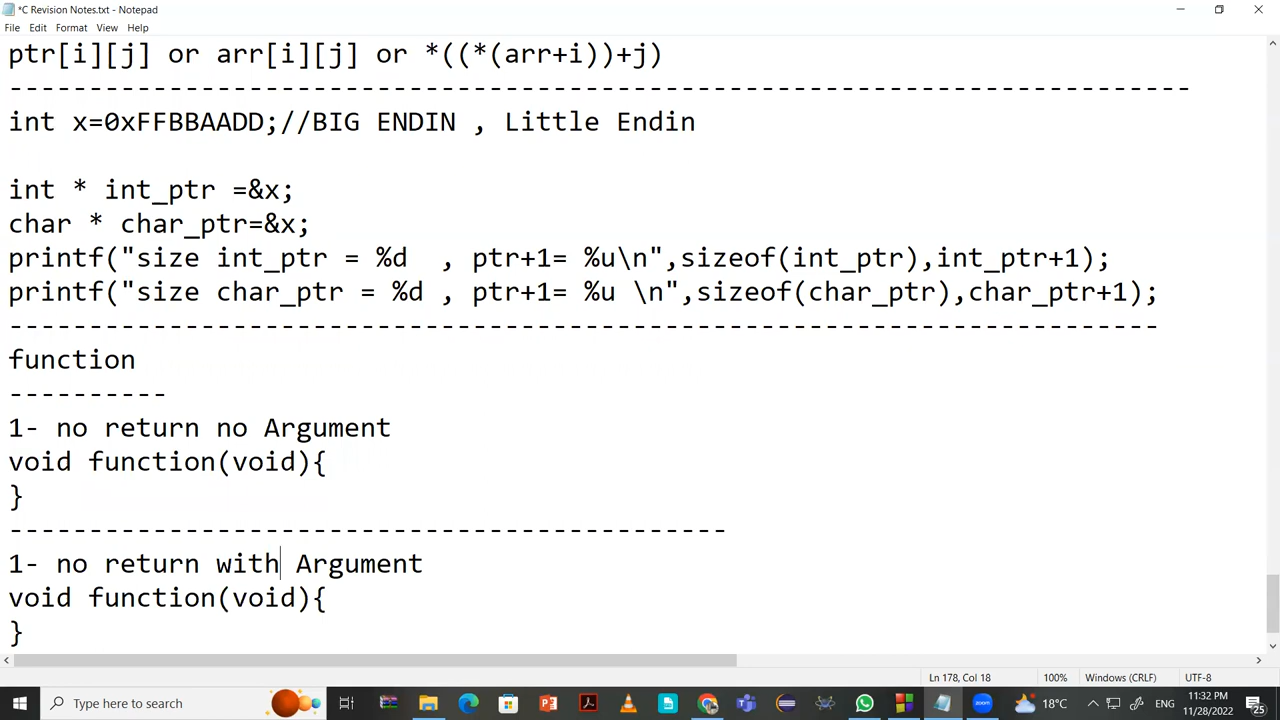 *C Revision Notes.txt - Notepad
File Edit Format View Help
ptr[i][j] or arr[i][j] or *((*(arr+i))+j)
--------------------------------------------------------------------------
int x=0xFFBBAADD;//BIG ENDIN , Little Endin
int * int_ptr =&x;
char * char_ptr=&x;
printf("size int_ptr = %d  , ptr+1= %u\n",sizeof(int_ptr),int_ptr+1);
printf("size char_ptr = %d , ptr+1= %u \n",sizeof(char_ptr),char_ptr+1);
------------------------------------------------------------------------
function
----------
1- no return no Argument
void function(void){
}
---------------------------------------------
1- no return with Argument
void function(void){
}
Ln 178, Col 18 100% Windows (CRLF) UTF-8
Type here to search
zoom
18°C
ENG
11:32 PM
11/28/2022
25